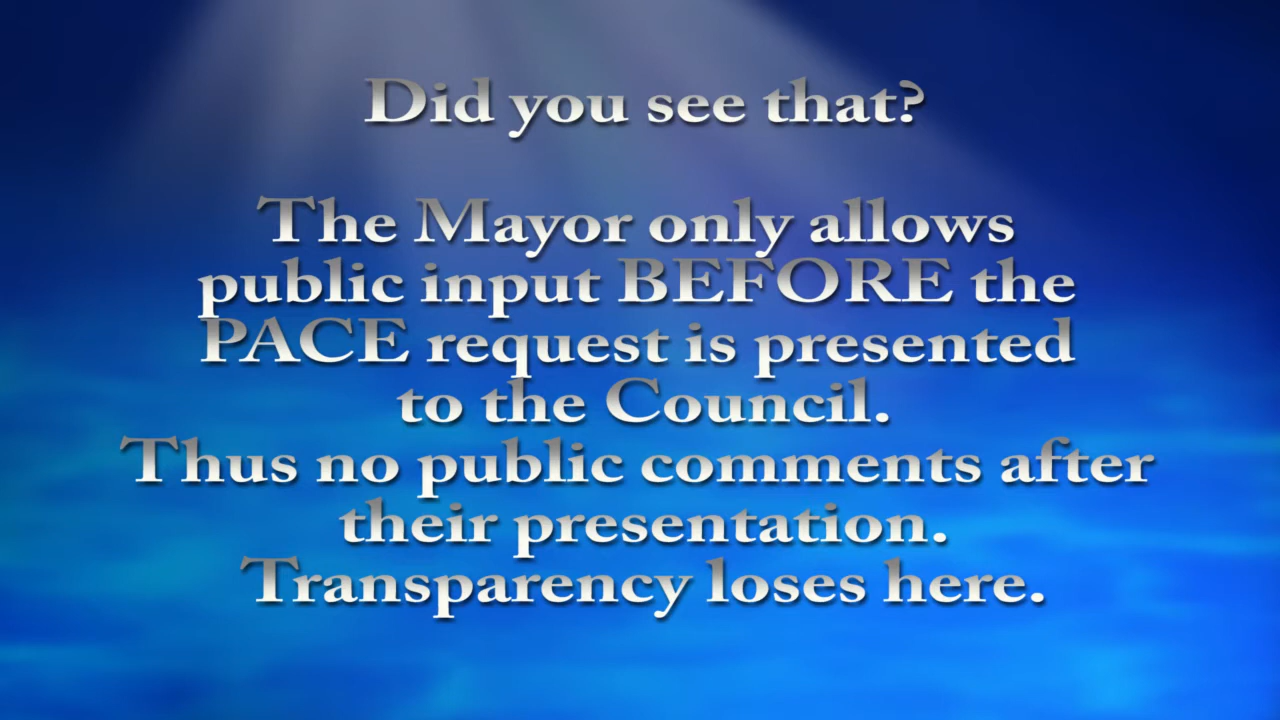 Did you see that?
The Mayor only allows
public input BEFORE the
PACE request is presented
to the Council.
Thus no public comments after
their presentation.
Transparency loses here.